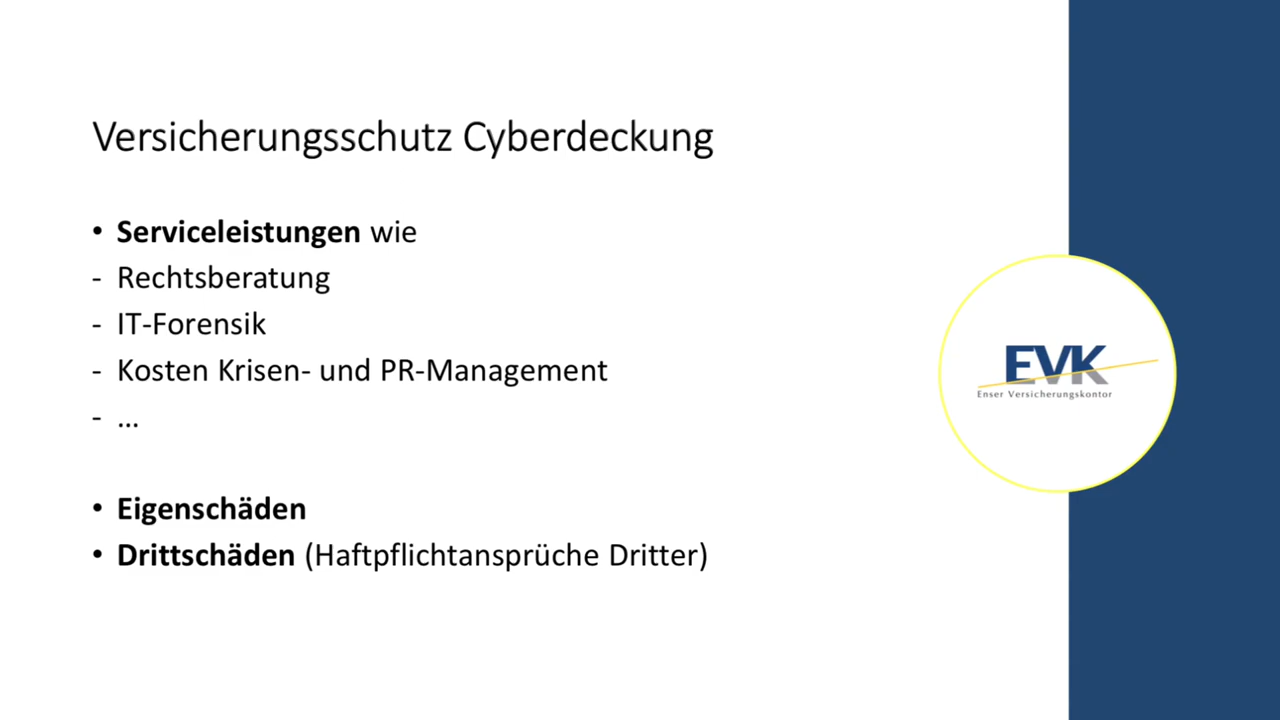 Versicherungsschutz Cyberdeckung
• Serviceleistungen wie
- Rechtsberatung
- IT-Forensik
- Kosten Krisen- und PR-Management
- ...
• Eigenschäden
• Drittschäden (Haftpflichtansprüche Dritter)
EVK
Enser Versicherungskontor